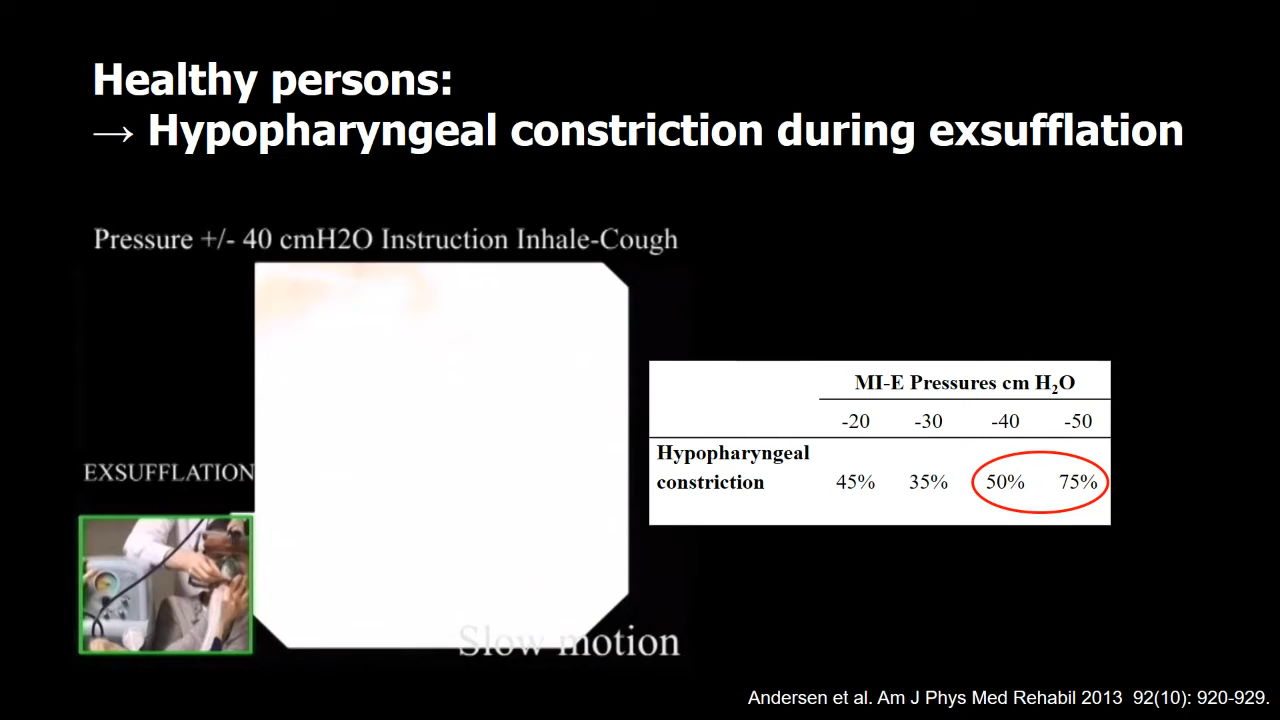 Healthy persons:
→ Hypopharyngeal constriction during exsufflation
Pressure +/- 40 cmH2O Instruction Inhale-Cough
EXSUFFLATION
Slow motion
MI-E Pressures cm H₂O
-20 -30 -40 -50
Hypopharyngeal
constriction 45% 35% 50% 75%
Andersen et al. Am J Phys Med Rehabil 2013 92(10): 920-929.